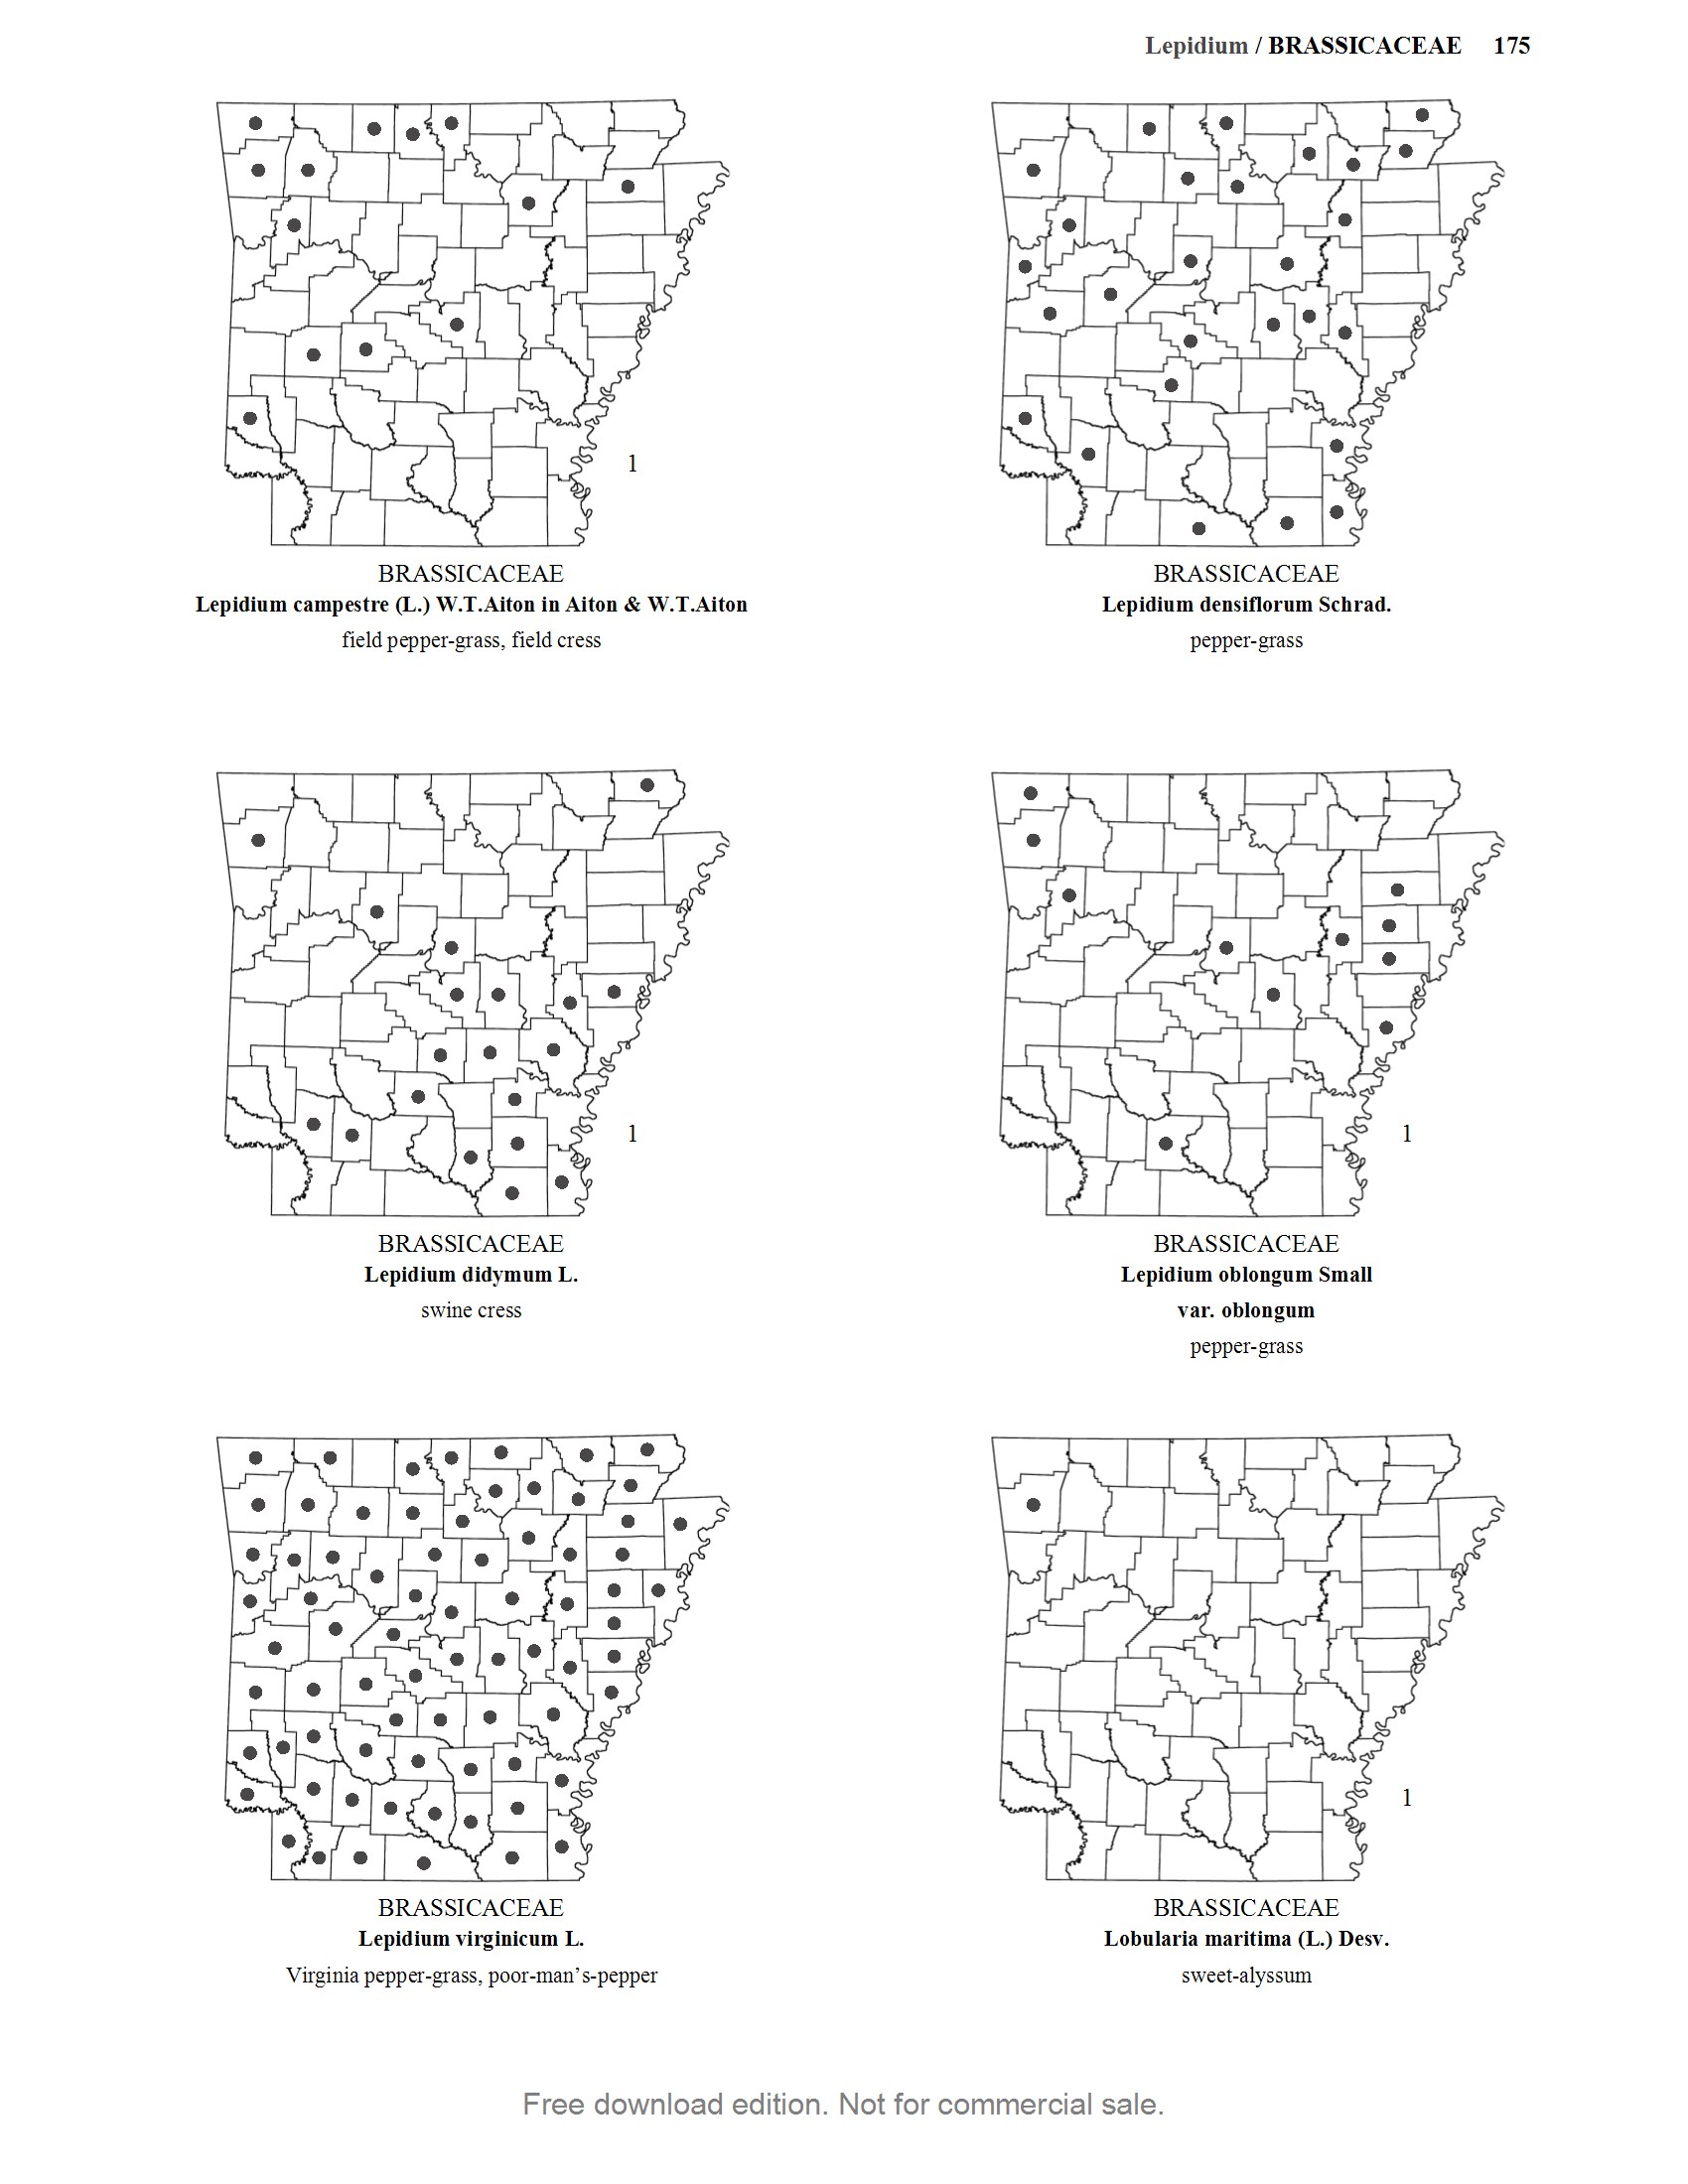 Lepidium / BRASSICACEAE 175
1
BRASSICACEAE
Lepidium campestre (L.) W.T.Aiton in Aiton & W.T.Aiton
field pepper-grass, field cress
BRASSICACEAE
Lepidium densiflorum Schrad.
pepper-grass
1
BRASSICACEAE
Lepidium didymum L.
swine cress
1
BRASSICACEAE
Lepidium oblongum Small
var. oblongum
pepper-grass
BRASSICACEAE
Lepidium virginicum L.
Virginia pepper-grass, poor-man’s-pepper
1
BRASSICACEAE
Lobularia maritima (L.) Desv.
sweet-alyssum
Free download edition. Not for commercial sale.